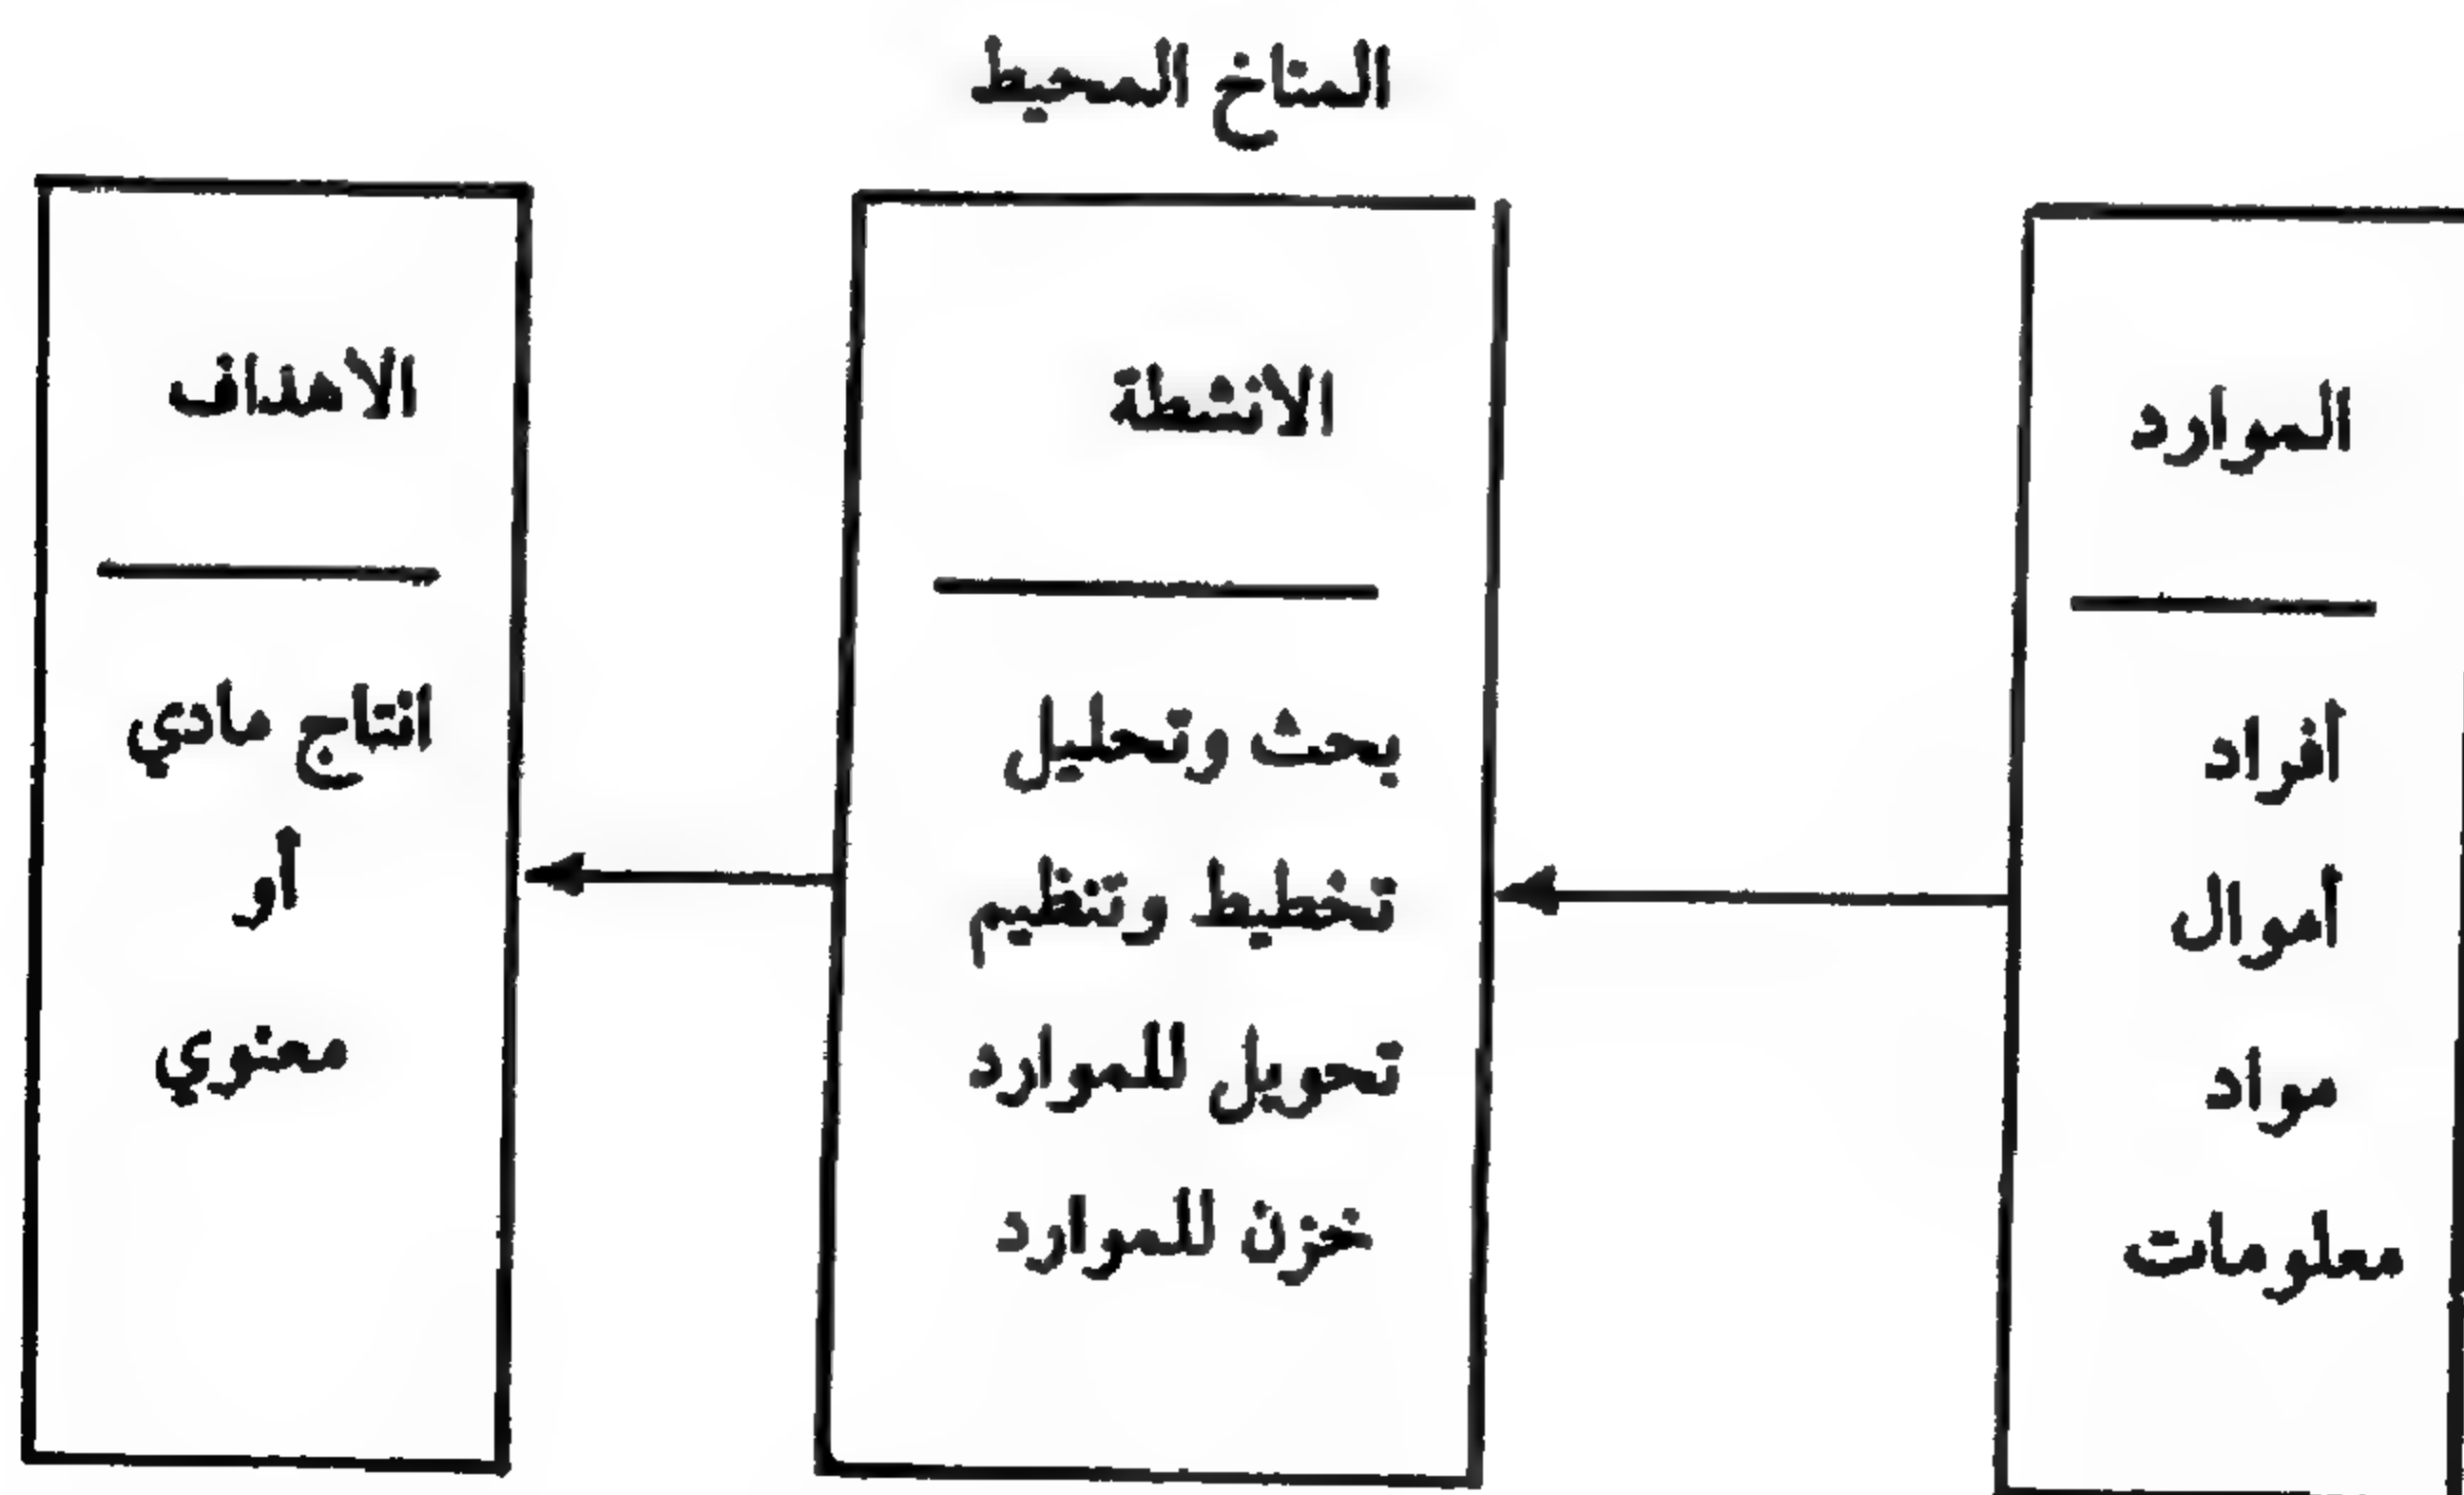 المناخ المحيط
الموارد
أفراد
أموال
مواد
معلومات
الانشطة
بحث وتحليل
تخطيط وتنظيم
تحويل للموارد
خزن للموارد
الاهداف
انتاج مادي
أو
معنوي